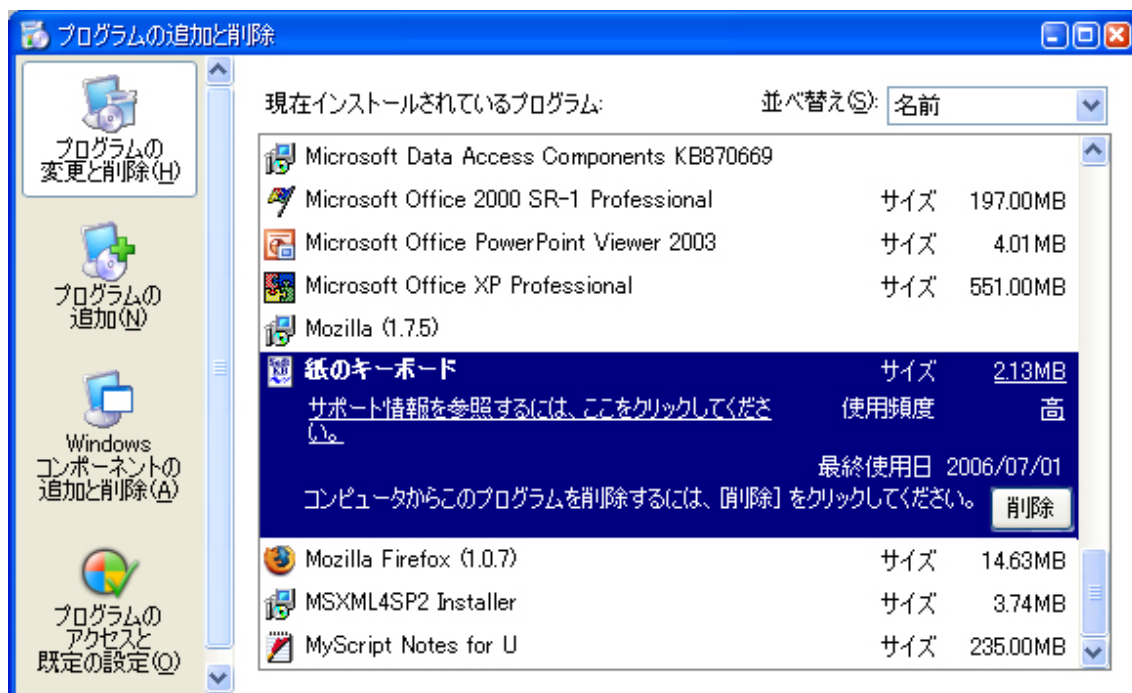 プログラムの追加と削除
プログラムの
変更と削除(H)
プログラムの
追加(N)
Windows
コンポーネントの
追加と削除(A)
プログラムの
アクセスと
既定の設定(O)
現在インストールされているプログラム:
並べ替え(S): 名前
Microsoft Data Access Components KB870669
Microsoft Office 2000 SR-1 Professional サイズ 197.00MB
Microsoft Office PowerPoint Viewer 2003 サイズ 4.01MB
Microsoft Office XP Professional サイズ 551.00MB
Mozilla (1.7.5)
紙のキーボード サイズ 2.13MB
サポート情報を参照するには、ここをクリックしてくださ 使用頻度 高
い。
最終使用日 2006/07/01
コンピュータからこのプログラムを削除するには、[削除] をクリックしてください。 削除
Mozilla Firefox (1.0.7) サイズ 14.63MB
MSXML4SP2 Installer サイズ 3.74MB
MyScript Notes for U サイズ 235.00MB